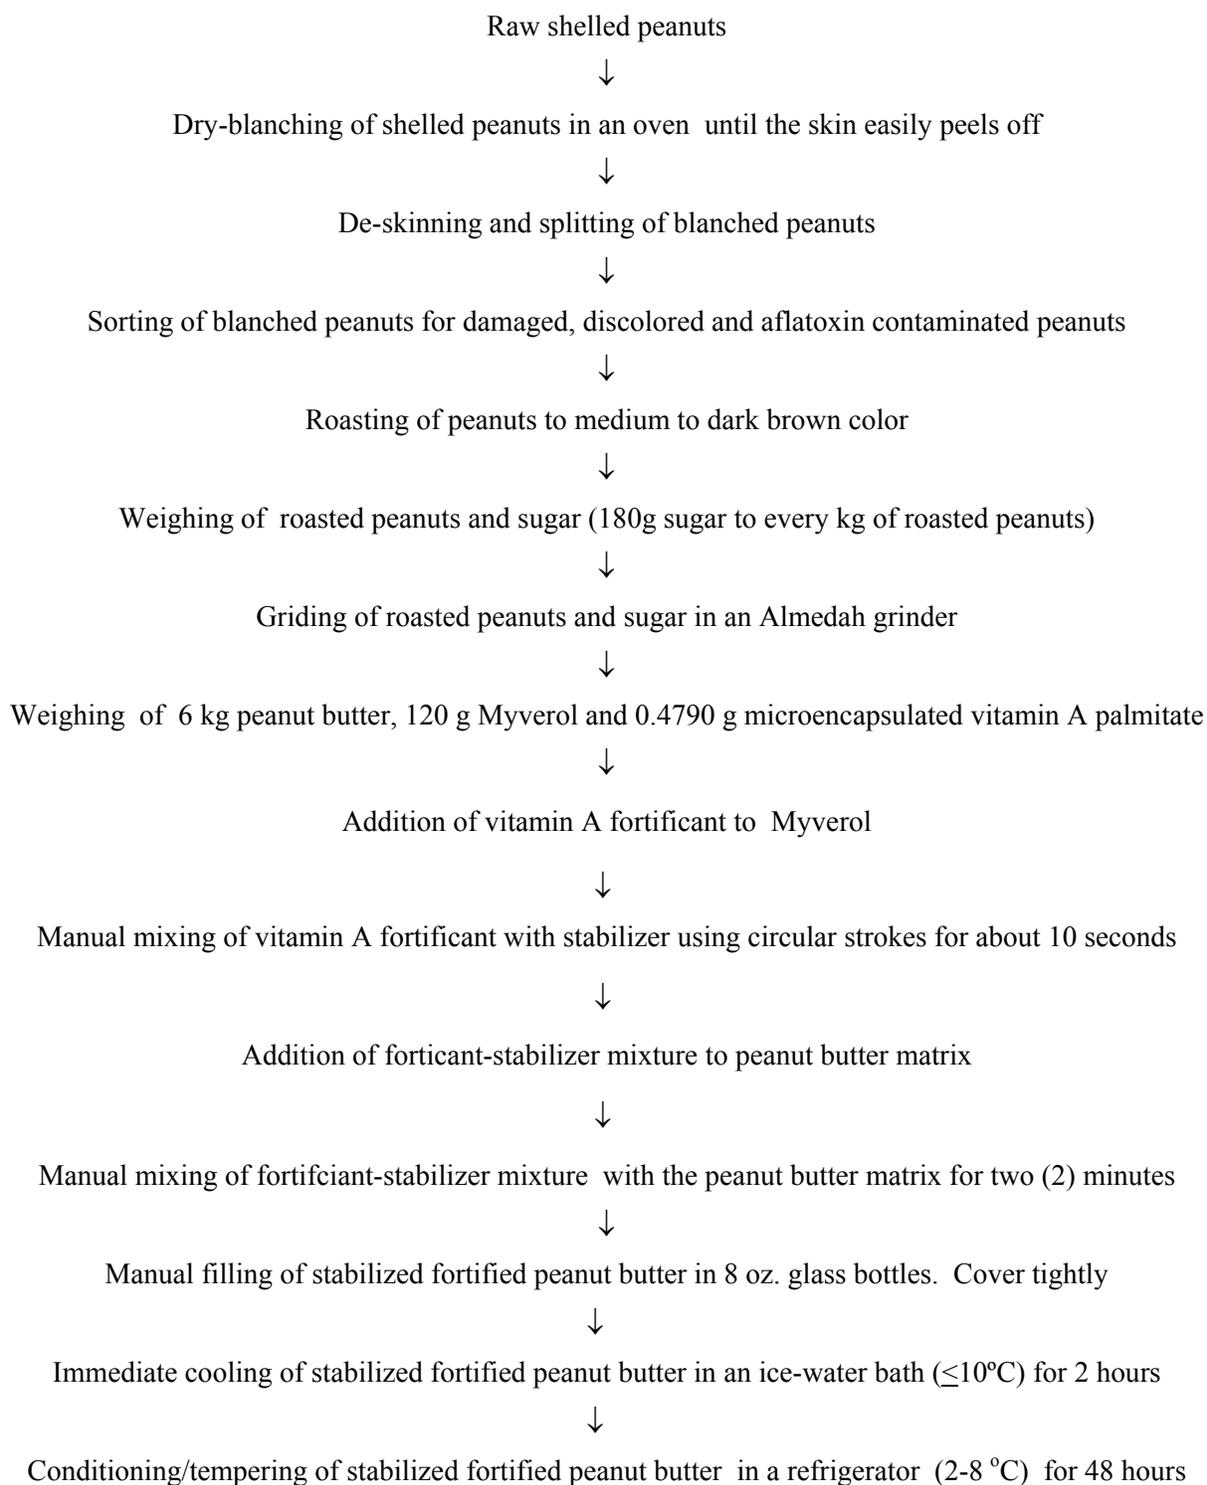 Raw shelled peanuts
↓
Dry-blanching of shelled peanuts in an oven until the skin easily peels off
↓
De-skinning and splitting of blanched peanuts
↓
Sorting of blanched peanuts for damaged, discolored and aflatoxin contaminated peanuts
↓
Roasting of peanuts to medium to dark brown color
↓
Weighing of roasted peanuts and sugar (180g sugar to every kg of roasted peanuts)
↓
Griding of roasted peanuts and sugar in an Almedah grinder
↓
Weighing of 6 kg peanut butter, 120 g Myverol and 0.4790 g microencapsulated vitamin A palmitate
↓
Addition of vitamin A fortificant to Myverol
↓
Manual mixing of vitamin A fortificant with stabilizer using circular strokes for about 10 seconds
↓
Addition of forticant-stabilizer mixture to peanut butter matrix
↓
Manual mixing of fortifciant-stabilizer mixture with the peanut butter matrix for two (2) minutes
↓
Manual filling of stabilized fortified peanut butter in 8 oz. glass bottles. Cover tightly
↓
Immediate cooling of stabilized fortified peanut butter in an ice-water bath (≤10ºC) for 2 hours
↓
Conditioning/tempering of stabilized fortified peanut butter in a refrigerator (2-8 °C) for 48 hours